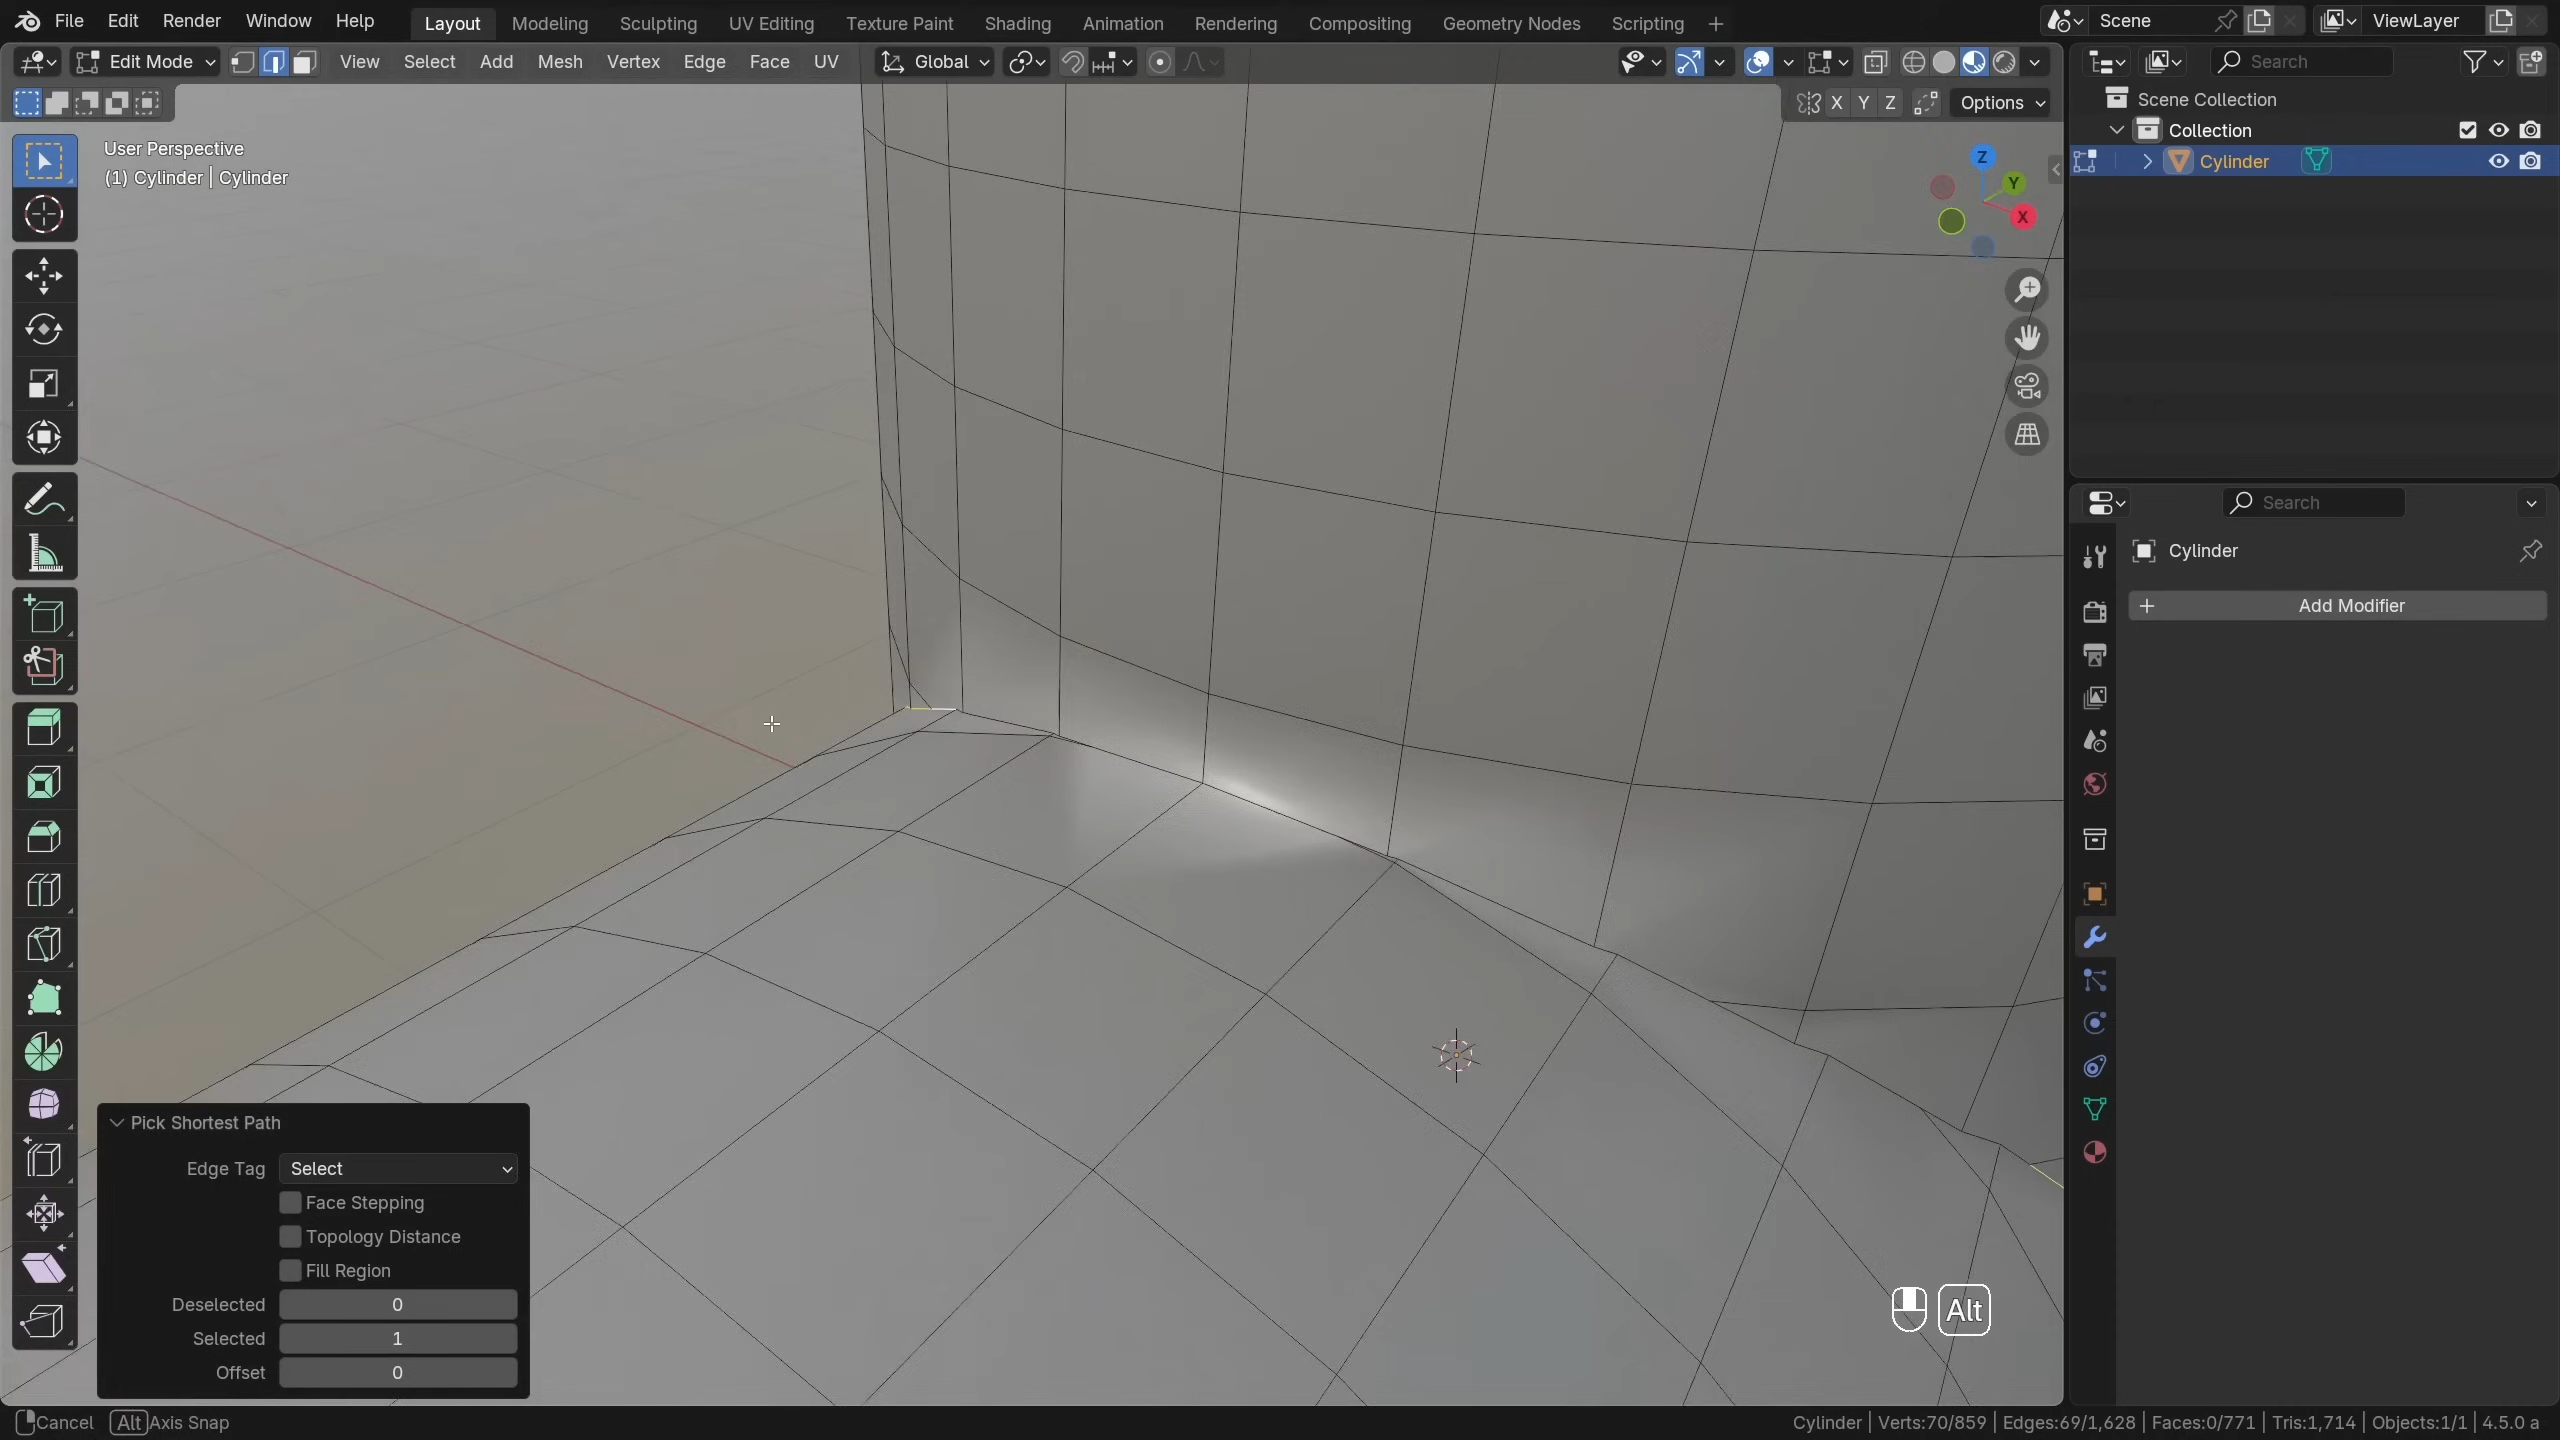 File Edit Render Window Help Layout Modeling Sculpting UV Editing Texture Paint Shading Animation Rendering Compositing Geometry Nodes Scripting + Scene ViewLayer
Edit Mode View Select Add Mesh Vertex Edge Face UV Global Search
X Y Z Options
Scene Collection
Collection
Cylinder
User Perspective
(1) Cylinder | Cylinder
Z
Y
X
Search
Cylinder
+ Add Modifier
Pick Shortest Path
Edge Tag Select
Face Stepping
Topology Distance
Fill Region
Deselected 0
Selected 1
Offset 0
Alt
Cancel Alt Axis Snap
Cylinder | Verts:70/859 | Edges:69/1,628 | Faces:0/771 | Tris:1,714 | Objects:1/1 | 4.5.0 a